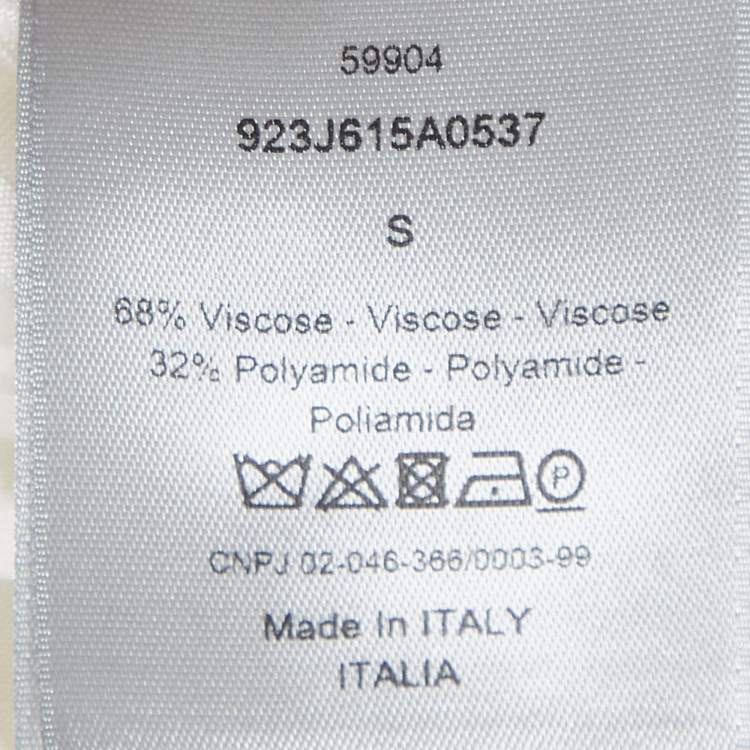 59904
923J615A0537
S
68% Viscose - Viscose - Viscose
32% Polyamide - Polyamide -
Poliamida
P
CNPJ 02-046-366/0003-99
Made In ITALY
ITALIA